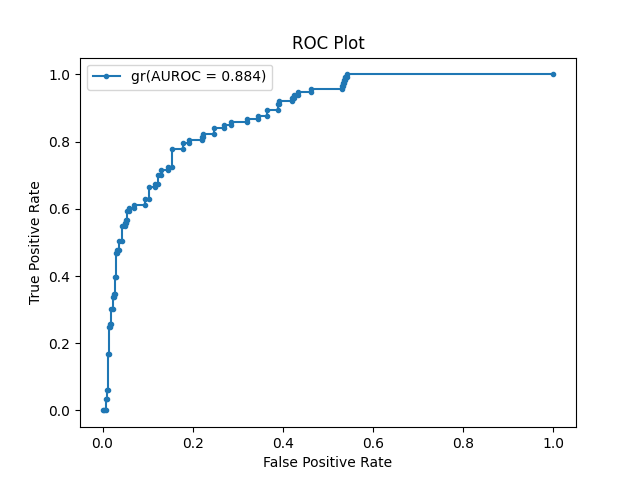 ROC Plot
gr(AUROC = 0.884)
1.0
0.8
0.6
0.4
0.2
0.0
True Positive Rate
0.0 0.2 0.4 0.6 0.8 1.0
False Positive Rate